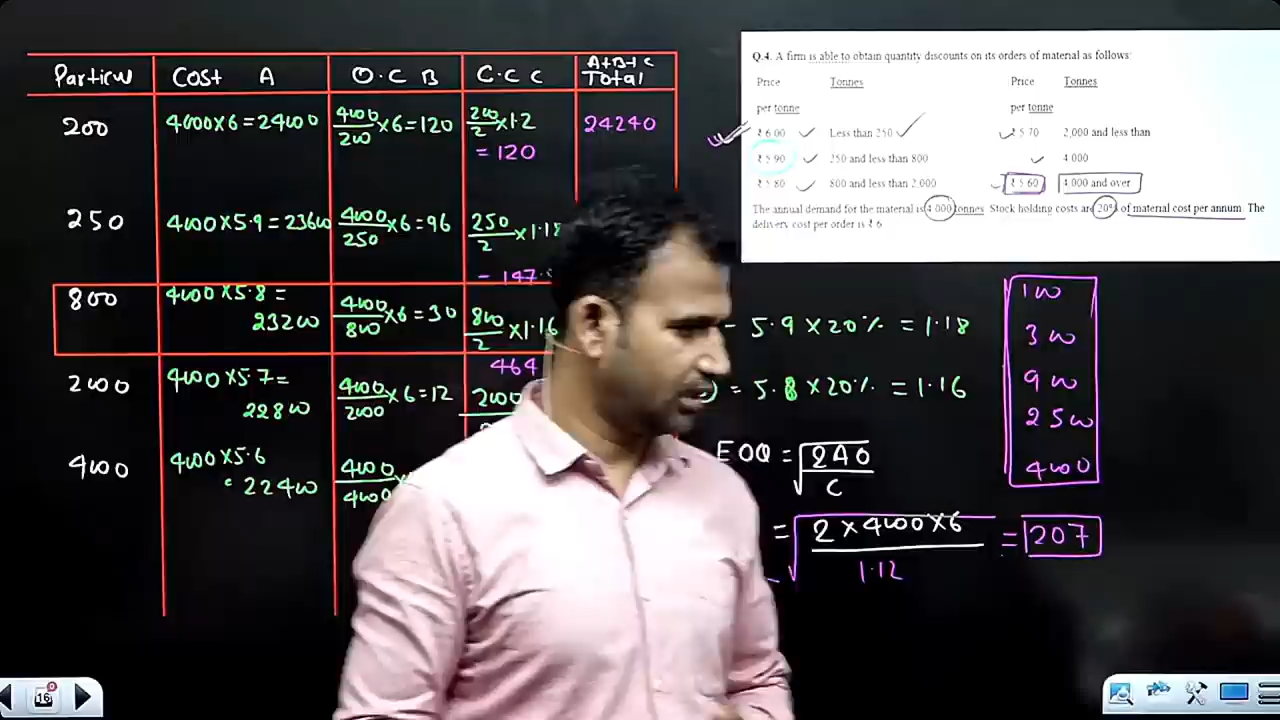 Particu
Cost A
O.C B
C.C C
A+B+C
Total
200
4000×6=24000
4000/200 ×6=120
200/2 ×1.2
= 120
24240
250
4000×5.9=23600
4000/250 ×6=96
250/2 ×1.18
- 147.
800
4000×5.8=
23200
4000/800 ×6=30
800/2 ×1.16
464
2000
4000×5.7=
22800
4000/2000 ×6=12
2000
4000
4000×5.6
= 22400
4000/4000
Q.4. A firm is able to obtain quantity discounts on its orders of material as follows:
Price Tonnes Price Tonnes
per tonne per tonne
₹ 6.00 Less than 250 ₹ 5.70 2,000 and less than
₹ 5.90 250 and less than 800 4 000
₹ 5.80 800 and less than 2,000 ₹ 5.60 4,000 and over
The annual demand for the material is 4 000 tonnes. Stock holding costs are 20% of material cost per annum. The
delivery cost per order is ₹ 6
- 5.9 × 20% = 1.18
) = 5.8 × 20% = 1.16
EOQ = √2AO/C
= √2×4000×6/1.12 = 207
100
300
900
2500
4000
16